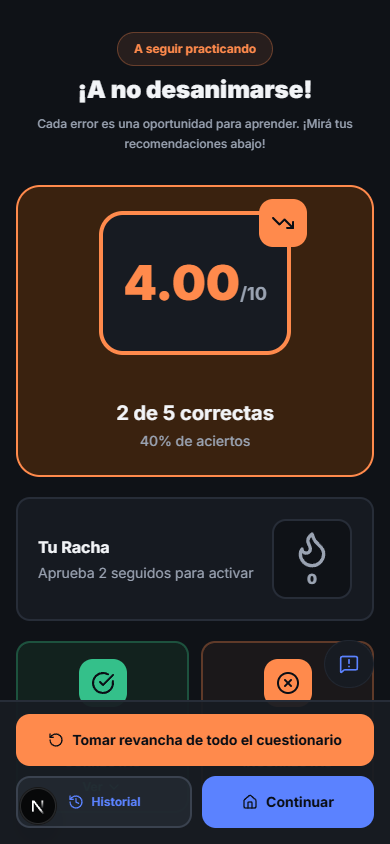 A seguir practicando
¡A no desanimarse!
Cada error es una oportunidad para aprender. ¡Mirá tus
recomendaciones abajo!
4.00/10
2 de 5 correctas
40% de aciertos
Tu Racha
Aprueba 2 seguidos para activar
0
Tomar revancha de todo el cuestionario
N
Historial
Continuar